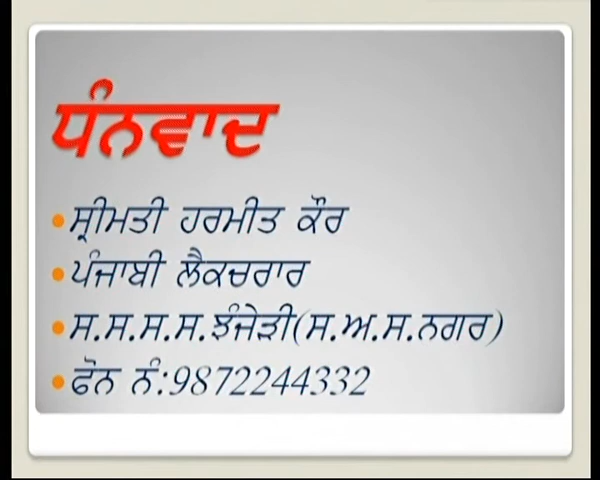 ਧੰਨਵਾਦ
ਸ਼੍ਰੀਮਤੀ ਹਰਮੀਤ ਕੌਰ
ਪੰਜਾਬੀ ਲੈਕਚਰਾਰ
ਸ.ਸ.ਸ.ਸ.ਝੰਜੇੜੀ(ਸ.ਅ.ਸ.ਨਗਰ)
ਫੋਨ ਨੰ:9872244332